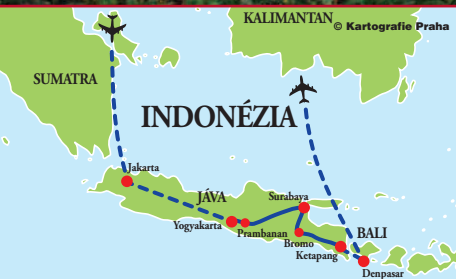 KALIMANTAN
© Kartografie Praha
SUMATRA
INDONÉZIA
Jakarta
JÁVA
Surabaya
Yogyakarta
Prambanan
BALI
Bromo
Ketapang
Denpasar